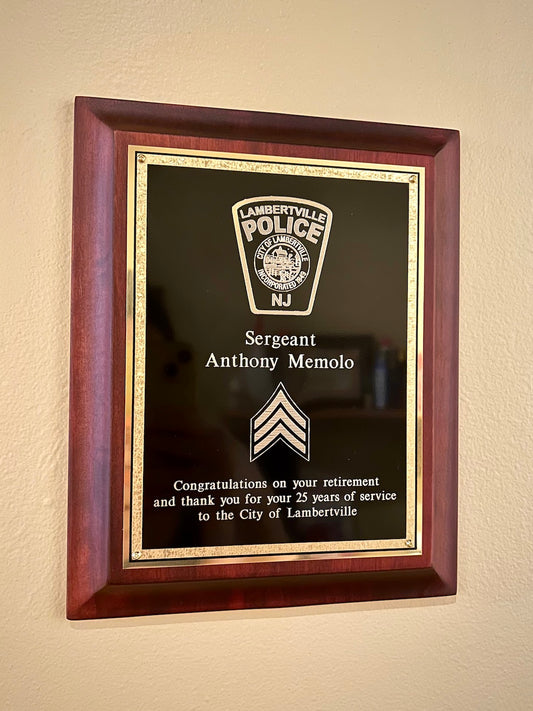 LAMBERTVILLE
POLICE
CITY OF LAMBERTVILLE
INCORPORATED 1849
NJ
Sergeant
Anthony Memolo
Congratulations on your retirement
and thank you for your 25 years of service
to the City of Lambertville